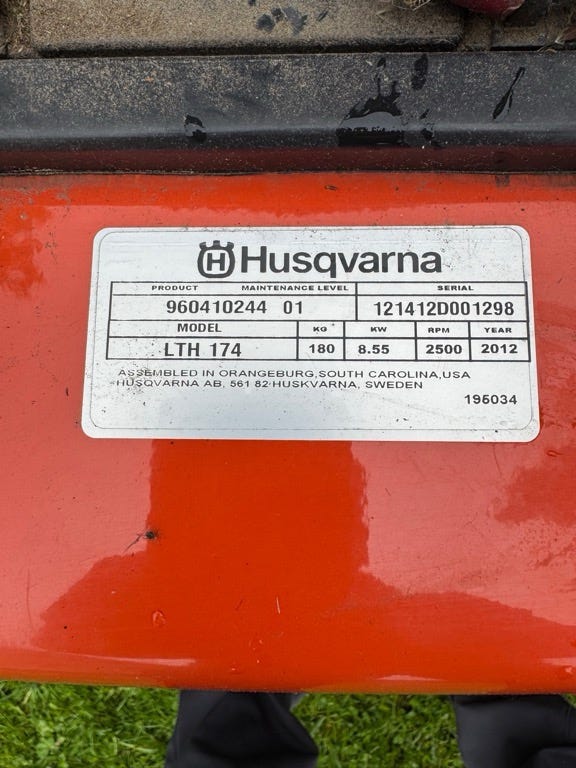 H Husqvarna
PRODUCT MAINTENANCE LEVEL SERIAL
960410244 01 121412D001298
MODEL KG KW RPM YEAR
LTH 174 180 8.55 2500 2012
ASSEMBLED IN ORANGEBURG,SOUTH CAROLINA,USA
HUSQVARNA AB, 561 82-HUSKVARNA, SWEDEN
195034